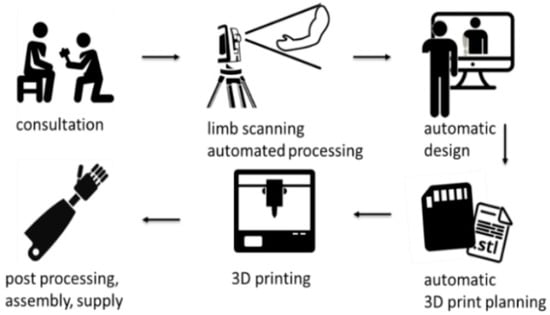 consultation
limb scanning
automated processing
automatic
design
.stl
automatic
3D print planning
3D printing
post processing,
assembly, supply